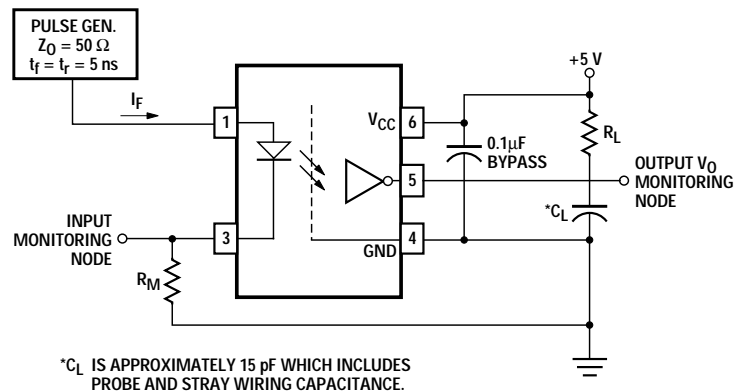 PULSE GEN.
Z_O = 50 Ω
t_f = t_r = 5 ns
+5 V
I_F
1
V_CC
6
0.1µF
BYPASS
R_L
5
OUTPUT V_O
MONITORING
NODE
*C_L
INPUT
MONITORING
NODE
3
GND
4
R_M
*C_L IS APPROXIMATELY 15 pF WHICH INCLUDES
PROBE AND STRAY WIRING CAPACITANCE.